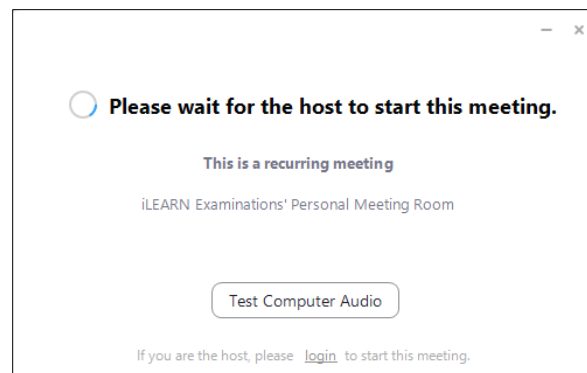 Please wait for the host to start this meeting.
This is a recurring meeting
iLEARN Examinations' Personal Meeting Room
Test Computer Audio
If you are the host, please login to start this meeting.